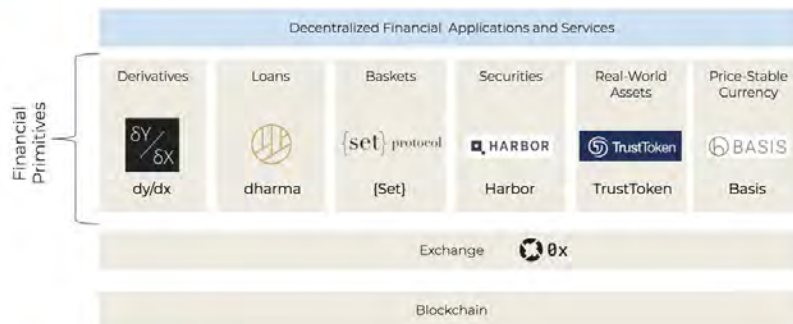 Decentralized Financial Applications and Services
Financial
Primitives
Derivatives
δY/δX
dy/dx
Loans
dharma
Baskets
{set} protocol
{Set}
Securities
HARBOR
Harbor
Real-World
Assets
TrustToken
TrustToken
Price-Stable
Currency
BASIS
Basis
Exchange 0x
Blockchain